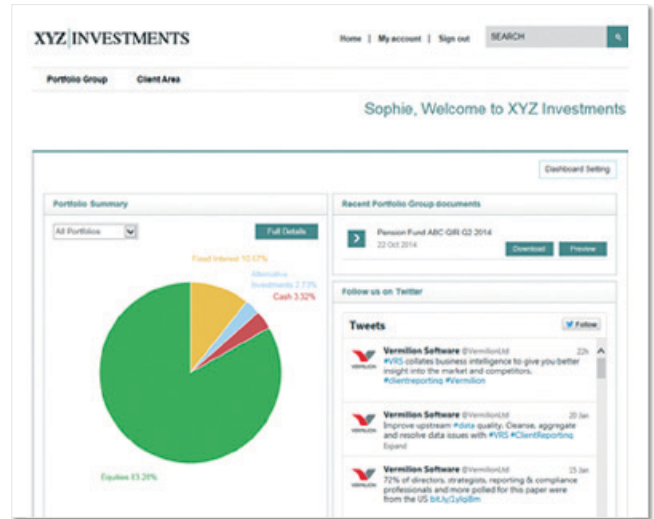 XYZ INVESTMENTS
Home | My account | Sign out
SEARCH
Portfolio Group Client Area
Sophie, Welcome to XYZ Investments
Dashboard Setting
Portfolio Summary
All Portfolios
Full Details
Fixed Interest 10.67%
Alternative
Investments 2.73%
Cash 3.32%
Equities 83.28%
Recent Portfolio Group documents
Pension Fund ABC GIR Q2 2014
22 Oct 2014
Download Preview
Follow us on Twitter
Tweets
Follow
VERMILION
Vermilion Software @VermilionLtd 22h
#VRS collates business intelligence to give you better
insight into the market and competitors.
#clientreporting #Vermilion
VERMILION
Vermilion Software @VermilionLtd 20 Jan
Improve upstream #data quality. Cleanse, aggregate
and resolve data issues with #VRS #ClientReporting
Expand
VERMILION
Vermilion Software @VermilionLtd 15 Jan
72% of directors, strategists, reporting & compliance
professionals and more polled for this paper were
from the US